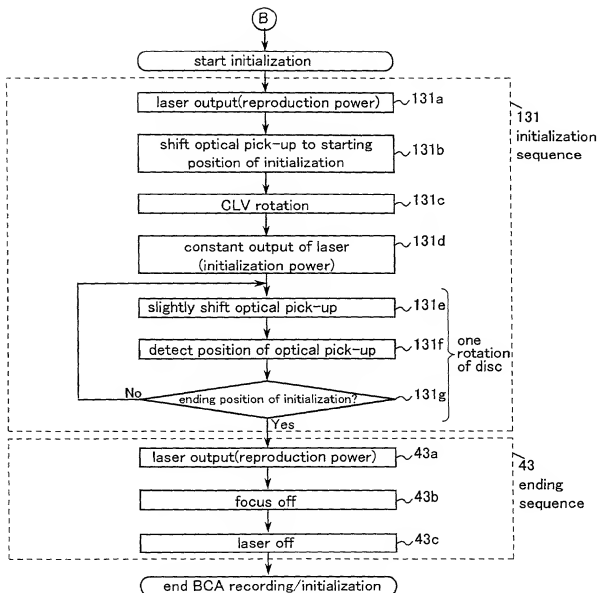 B
start initialization
laser output(reproduction power)
131a
shift optical pick-up to starting
position of initialization
131b
131
initialization
sequence
CLV rotation
131c
constant output of laser
(initialization power)
131d
slightly shift optical pick-up
131e
detect position of optical pick-up
131f
one
rotation
of disc
No
ending position of initialization?
131g
Yes
laser output(reproduction power)
43a
43
ending
sequence
focus off
43b
laser off
43c
end BCA recording/initialization